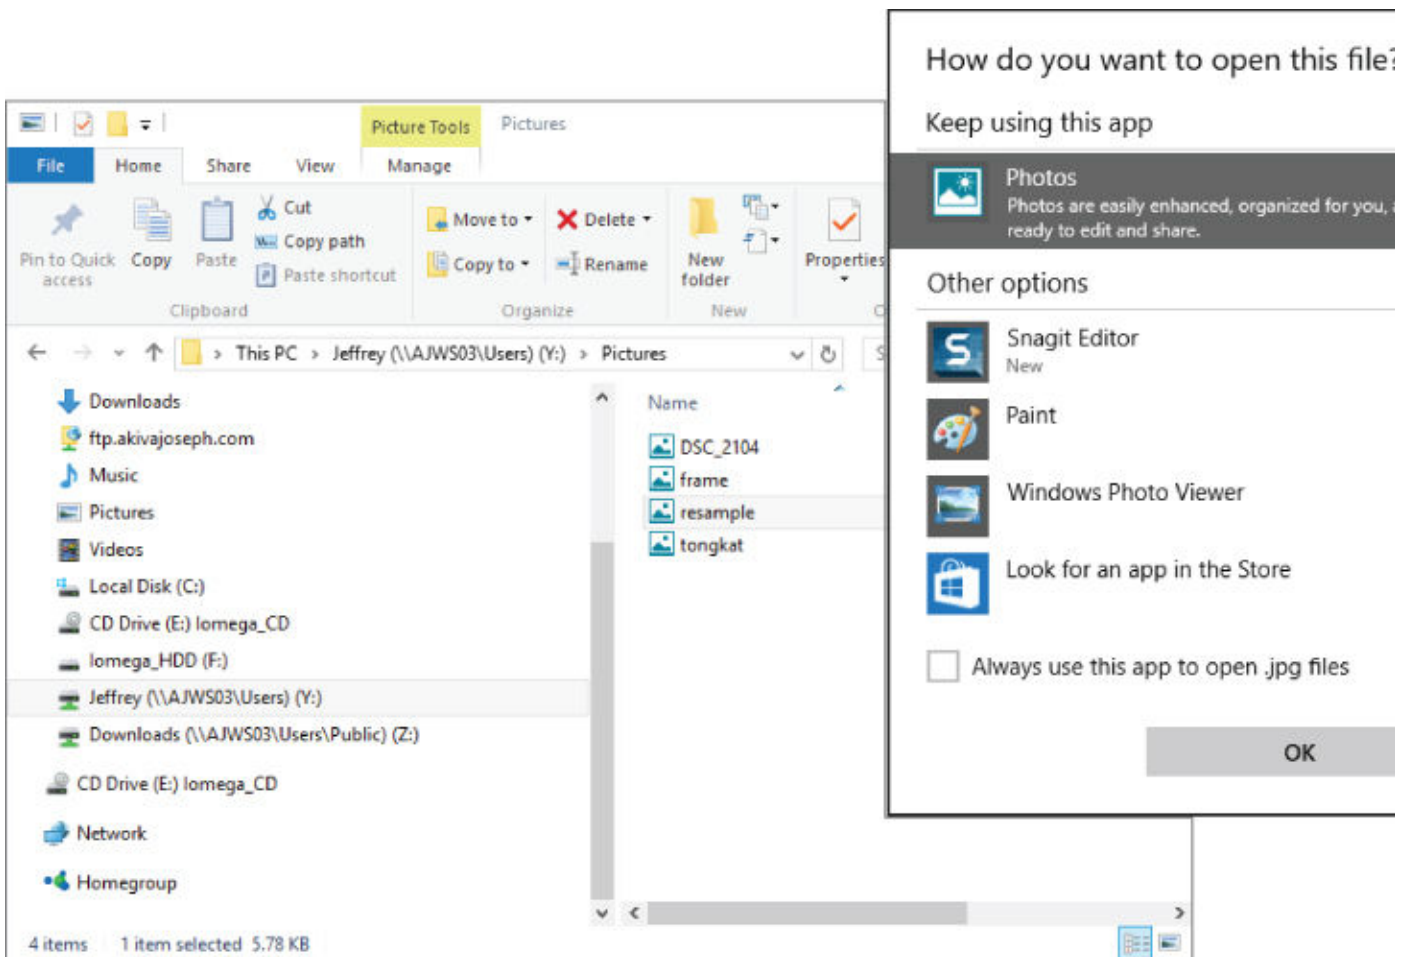 Picture Tools Pictures
File Home Share View Manage
Pin to Quick access
Copy
Paste
Cut
Copy path
Paste shortcut
Clipboard
Move to
Copy to
Delete
Rename
Organize
New folder
New
Properties
This PC > Jeffrey (\\AJWS03\Users) (Y:) > Pictures
Downloads
ftp.akivajoseph.com
Music
Pictures
Videos
Local Disk (C:)
CD Drive (E:) Iomega_CD
Iomega_HDD (F:)
Jeffrey (\\AJWS03\Users) (Y:)
Downloads (\\AJWS03\Users\Public) (Z:)
CD Drive (E:) Iomega_CD
Network
Homegroup
Name
DSC_2104
frame
resample
tongkat
4 items 1 item selected 5.78 KB
How do you want to open this file?
Keep using this app
Photos
Photos are easily enhanced, organized for you,
ready to edit and share.
Other options
Snagit Editor
New
Paint
Windows Photo Viewer
Look for an app in the Store
Always use this app to open .jpg files
OK